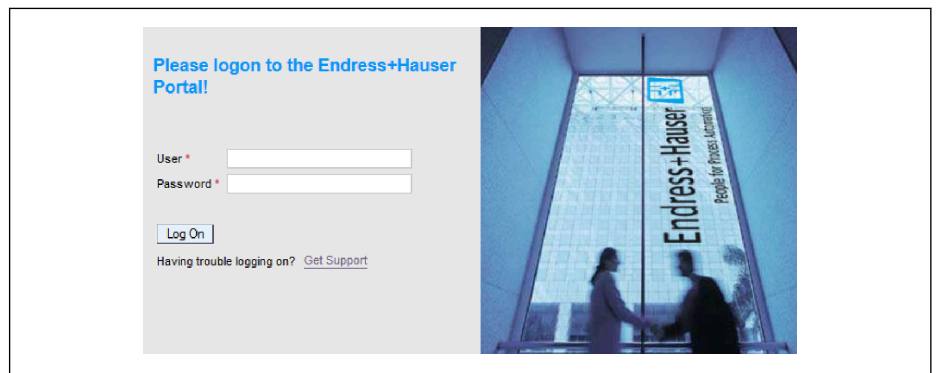 Please logon to the Endress+Hauser
Portal!
User *
Password *
Log On
Having trouble logging on? Get Support
Endress+Hauser
People for Process Automation